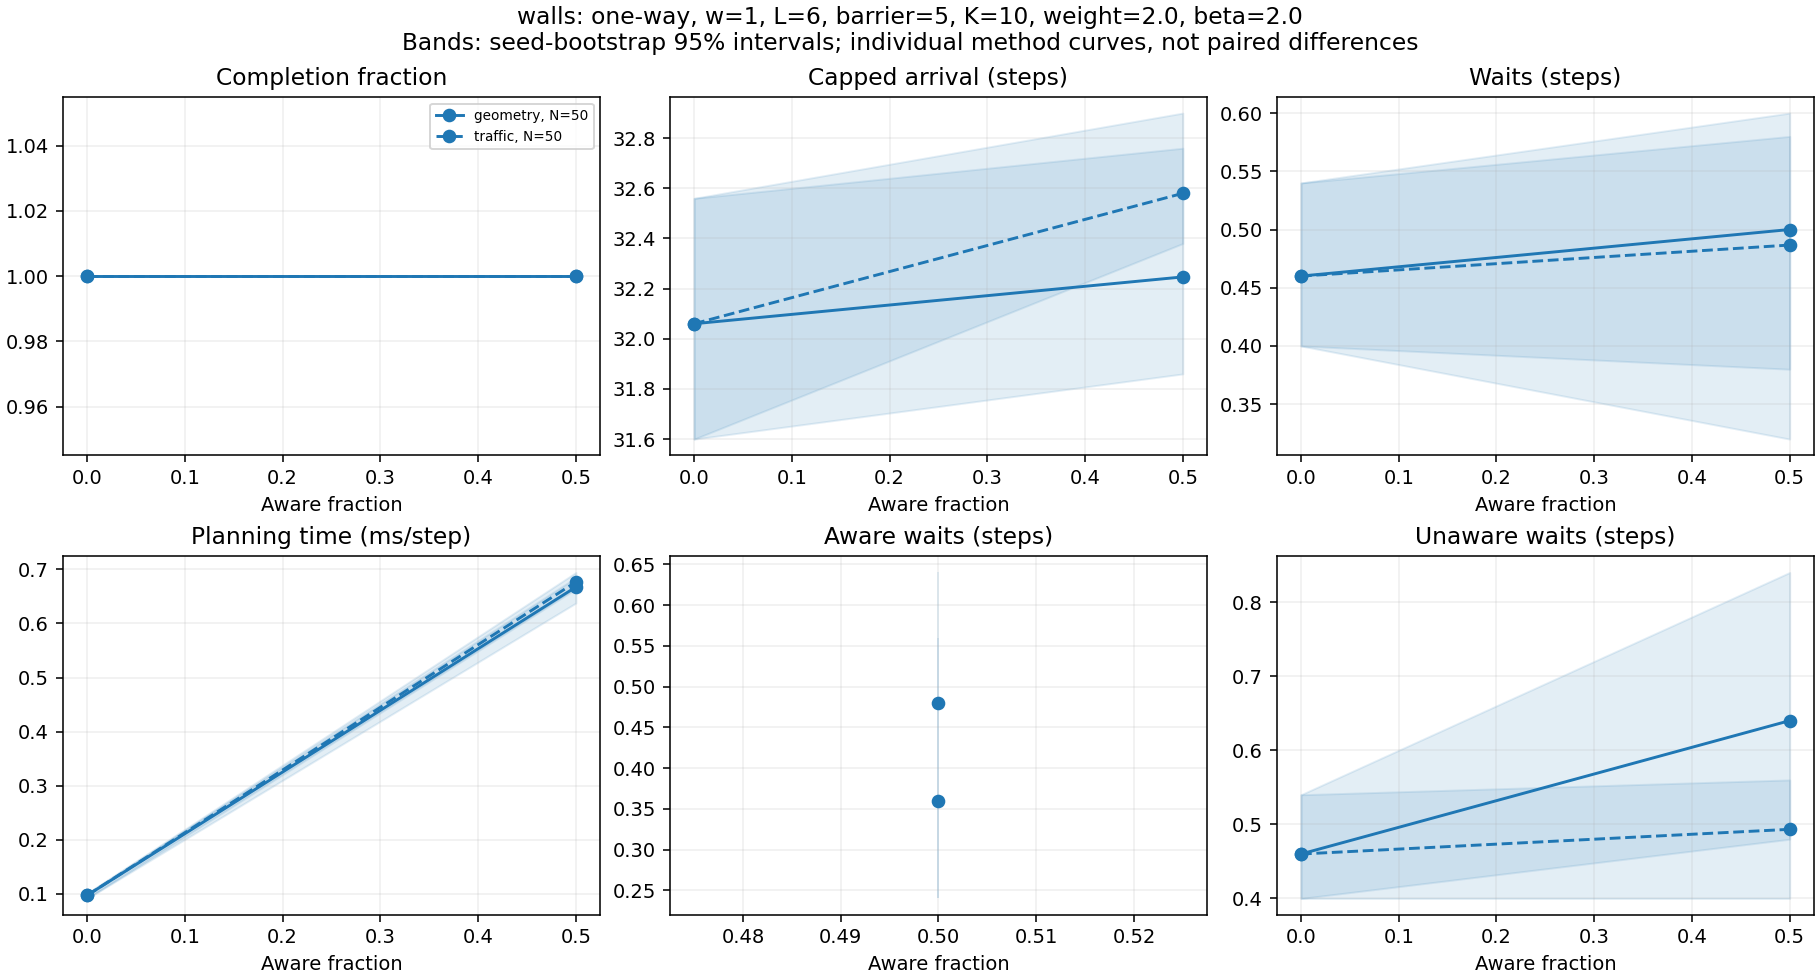 walls: one-way, w=1, L=6, barrier=5, K=10, weight=2.0, beta=2.0
Bands: seed-bootstrap 95% intervals; individual method curves, not paired differences
Completion fraction
geometry, N=50
traffic, N=50
1.04
1.02
1.00
0.98
0.96
0.0 0.1 0.2 0.3 0.4 0.5
Aware fraction
Capped arrival (steps)
32.8
32.6
32.4
32.2
32.0
31.8
31.6
0.0 0.1 0.2 0.3 0.4 0.5
Aware fraction
Waits (steps)
0.60
0.55
0.50
0.45
0.40
0.35
0.0 0.1 0.2 0.3 0.4 0.5
Aware fraction
Planning time (ms/step)
0.7
0.6
0.5
0.4
0.3
0.2
0.1
0.0 0.1 0.2 0.3 0.4 0.5
Aware fraction
Aware waits (steps)
0.65
0.60
0.55
0.50
0.45
0.40
0.35
0.30
0.25
0.48 0.49 0.50 0.51 0.52
Aware fraction
Unaware waits (steps)
0.8
0.7
0.6
0.5
0.4
0.0 0.1 0.2 0.3 0.4 0.5
Aware fraction